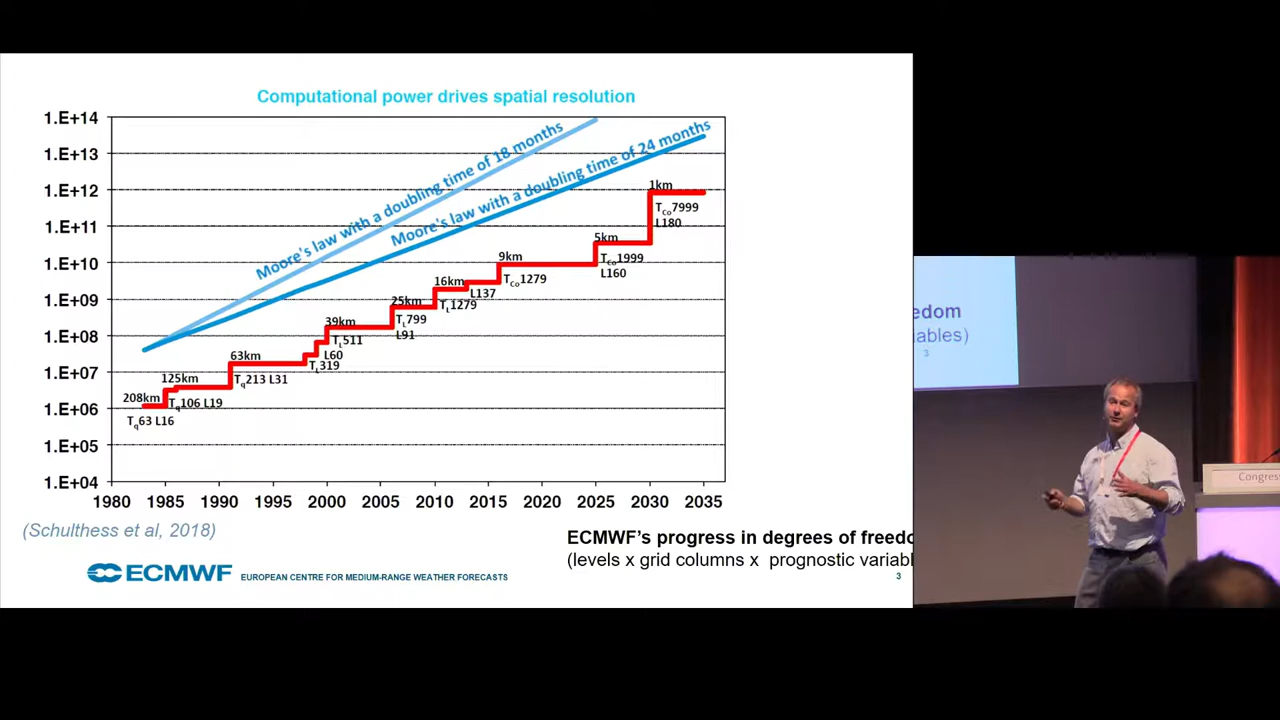 Computational power drives spatial resolution
1.E+14
1.E+13
1.E+12
1.E+11
1.E+10
1.E+09
1.E+08
1.E+07
1.E+06
1.E+05
1.E+04
Moore's law with a doubling time of 18 months
Moore's law with a doubling time of 24 months
208km
Tq63 L16
125km
Tq106 L19
63km
Tq213 L31
TL319
39km
TL511
L60
25km
TL799
L91
16km
TL1279
L137
9km
TCo1279
5km
TCo1999
L160
1km
TCo7999
L180
1980 1985 1990 1995 2000 2005 2010 2015 2020 2025 2030 2035
(Schulthess et al, 2018)
ECMWF's progress in degrees of freedo
(levels x grid columns x prognostic variabl
ECMWF EUROPEAN CENTRE FOR MEDIUM-RANGE WEATHER FORECASTS
3
edom
ables)
3
Congress